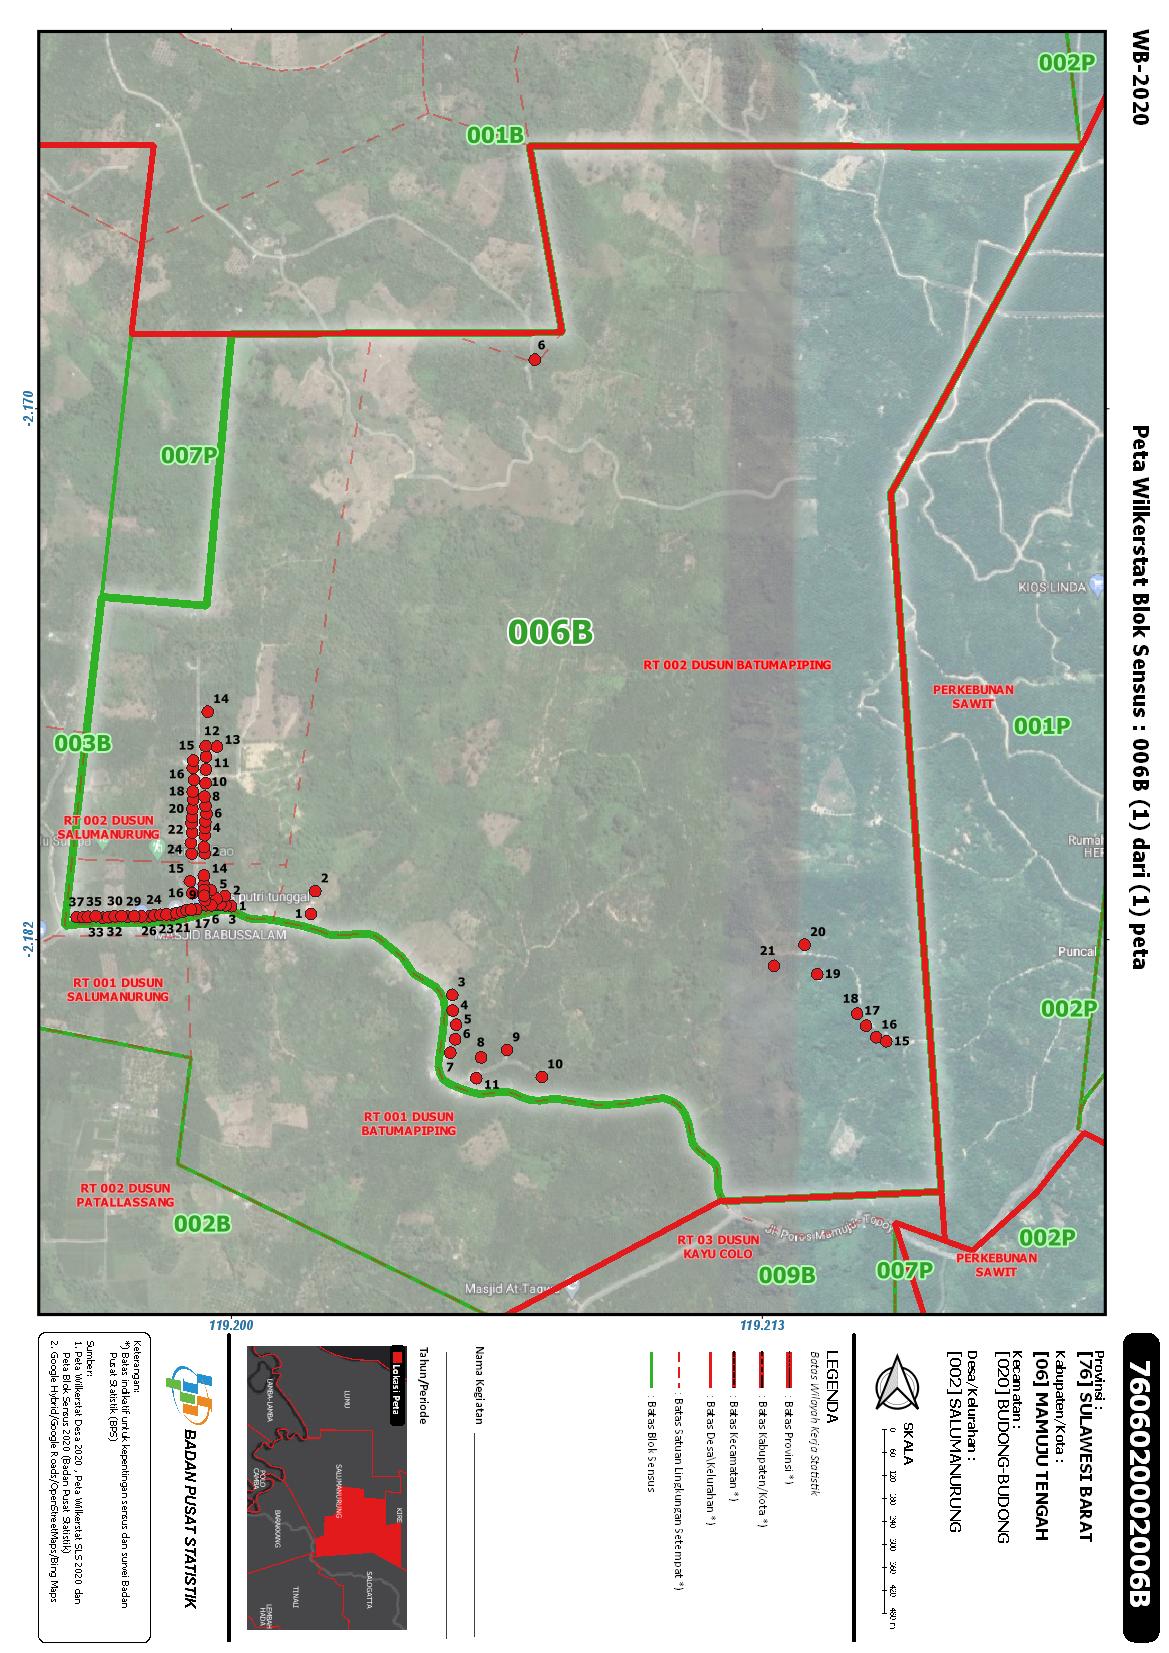 WB-2020
Peta Wilkerstat Blok Sensus : 006B (1) dari (1) peta
7606020002006B
002P
001B
6
007P
006B
RT 002 DUSUN BATUMAPIPING
KIOS LINDA
PERKEBUNAN
SAWIT
001P
14
12
13
15
11
16
10
18
8
20
6
22
4
24
2
003B
RT 002 DUSUN
SALUMANURUNG
Rumah
HER
15
14
16
9
5
2
1
37 35 30 29 24
33 32 26 23 21 17 6 3
putri tunggal
MASJID BABUSSALAM
2
1
RT 001 DUSUN
SALUMANURUNG
20
21
19
18
17
16
15
Puncal
002P
3
4
5
6
7
8
9
10
11
RT 001 DUSUN
BATUMAPIPING
RT 002 DUSUN
PATALLASSANG
002B
RT 03 DUSUN
KAYU COLO
Jl. Poros Mamuju - Topoy
009B
007P
002P
PERKEBUNAN
SAWIT
Masjid At-Taqwa
-2.170
-2.182
119.200
119.213
Provinsi :
[76] SULAWESI BARAT
Kabupaten/Kota :
[06] MAMUJU TENGAH
Kecamatan :
[020] BUDONG-BUDONG
Desa/Kelurahan :
[002] SALUMANURUNG
SKALA
0 60 120 180 240 300 360 420 480 m
LEGENDA
Batas Wilayah Kerja Statistik
: Batas Provinsi *)
: Batas Kabupaten/Kota *)
: Batas Kecamatan *)
: Batas Desa\Kelurahan *)
: Batas Satuan Lingkungan Setempat *)
: Batas Blok Sensus
Nama Kegiatan
Tahun/Periode
Lokasi Peta
LUMU
LAMBA-LAMBA
KIRE
SALUMANURUNG
POLO
CAMBA
BARAKKANG
SALOGATTA
TINALI
LEMBAH
HADA
BADAN PUSAT STATISTIK
Keterangan:
*) Batas indikatif untuk kepentingan sensus dan survei Badan
Pusat Statistik (BPS)
Sumber:
1. Peta Wilkerstat Desa 2020 , Peta Wilkerstat SLS 2020 dan
Peta Blok Sensus 2020 (Badan Pusat Statistik)
2. Google Hybrid/Google Roads/OpenStreetMaps/Bing Maps